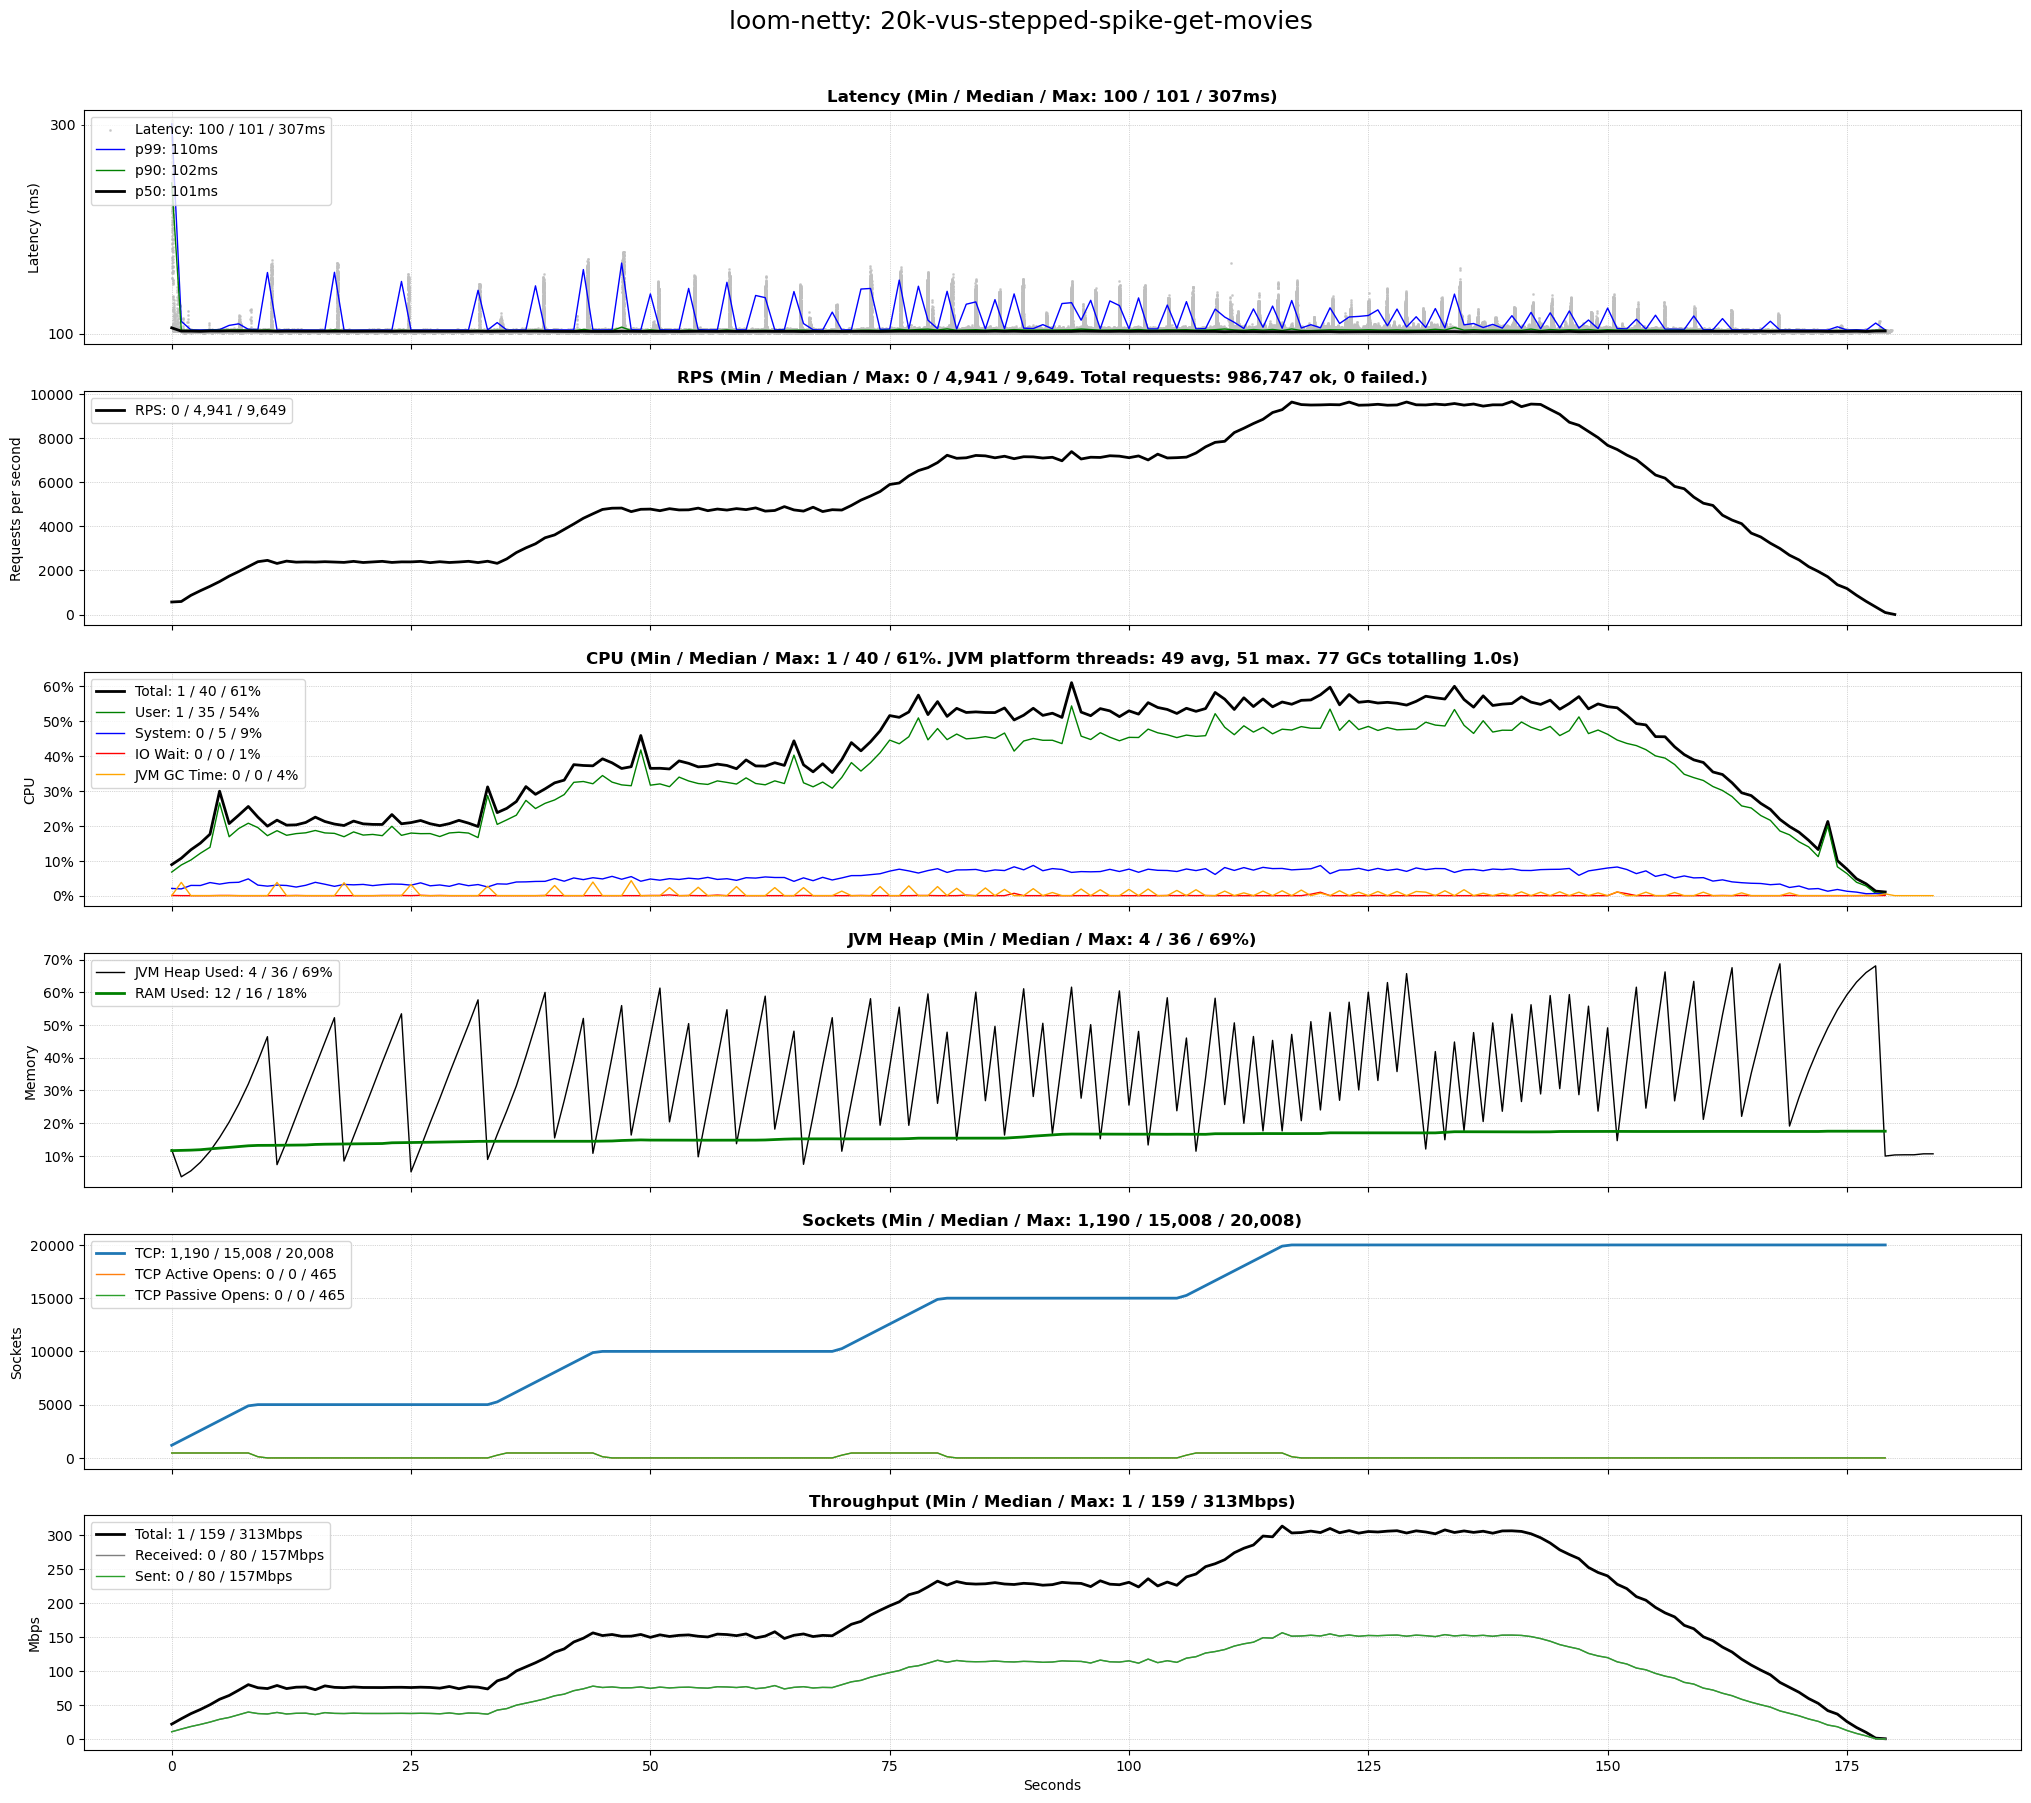 loom-netty: 20k-vus-stepped-spike-get-movies
Latency (Min / Median / Max: 100 / 101 / 307ms)
Latency (ms)
300
100
Latency: 100 / 101 / 307ms
p99: 110ms
p90: 102ms
p50: 101ms
RPS (Min / Median / Max: 0 / 4,941 / 9,649. Total requests: 986,747 ok, 0 failed.)
Requests per second
10000
8000
6000
4000
2000
0
RPS: 0 / 4,941 / 9,649
CPU (Min / Median / Max: 1 / 40 / 61%. JVM platform threads: 49 avg, 51 max. 77 GCs totalling 1.0s)
CPU
60%
50%
40%
30%
20%
10%
0%
Total: 1 / 40 / 61%
User: 1 / 35 / 54%
System: 0 / 5 / 9%
IO Wait: 0 / 0 / 1%
JVM GC Time: 0 / 0 / 4%
JVM Heap (Min / Median / Max: 4 / 36 / 69%)
Memory
70%
60%
50%
40%
30%
20%
10%
JVM Heap Used: 4 / 36 / 69%
RAM Used: 12 / 16 / 18%
Sockets (Min / Median / Max: 1,190 / 15,008 / 20,008)
Sockets
20000
15000
10000
5000
0
TCP: 1,190 / 15,008 / 20,008
TCP Active Opens: 0 / 0 / 465
TCP Passive Opens: 0 / 0 / 465
Throughput (Min / Median / Max: 1 / 159 / 313Mbps)
Mbps
300
250
200
150
100
50
0
Total: 1 / 159 / 313Mbps
Received: 0 / 80 / 157Mbps
Sent: 0 / 80 / 157Mbps
0 25 50 75 100 125 150 175
Seconds